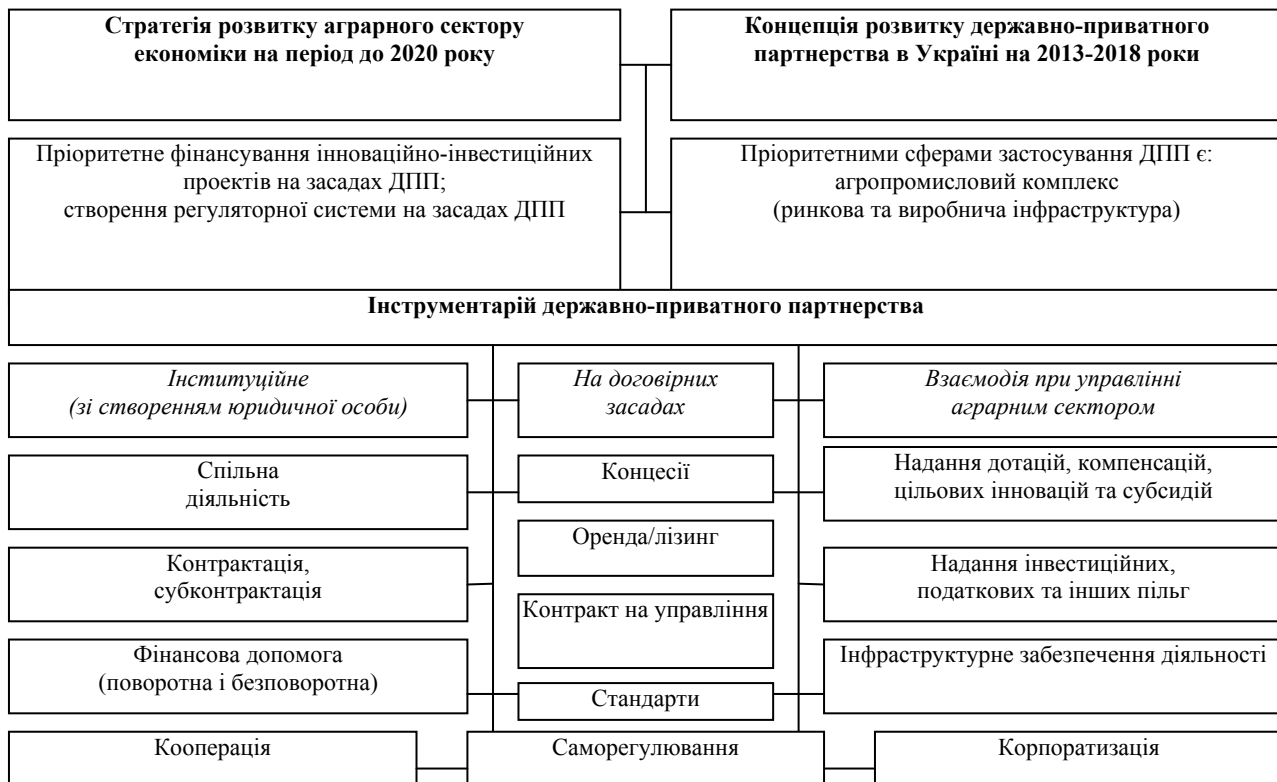 Стратегія розвитку аграрного сектору
економіки на період до 2020 року
Концепція розвитку державно-приватного
партнерства в Україні на 2013-2018 роки
Пріоритетне фінансування інноваційно-інвестиційних
проектів на засадах ДПП;
створення регуляторної системи на засадах ДПП
Пріоритетними сферами застосування ДПП є:
агропромисловий комплекс
(ринкова та виробнича інфраструктура)
Інструментарій державно-приватного партнерства
Інституційне
(зі створенням юридичної особи)
На договірних
засадах
Взаємодія при управлінні
аграрним сектором
Спільна
діяльність
Концесії
Надання дотацій, компенсацій,
цільових інновацій та субсидій
Оренда/лізинг
Контрактація,
субконтрактація
Надання інвестиційних,
податкових та інших пільг
Контракт на управління
Фінансова допомога
(поворотна і безповоротна)
Інфраструктурне забезпечення діяльності
Стандарти
Кооперація
Саморегулювання
Корпоратизація